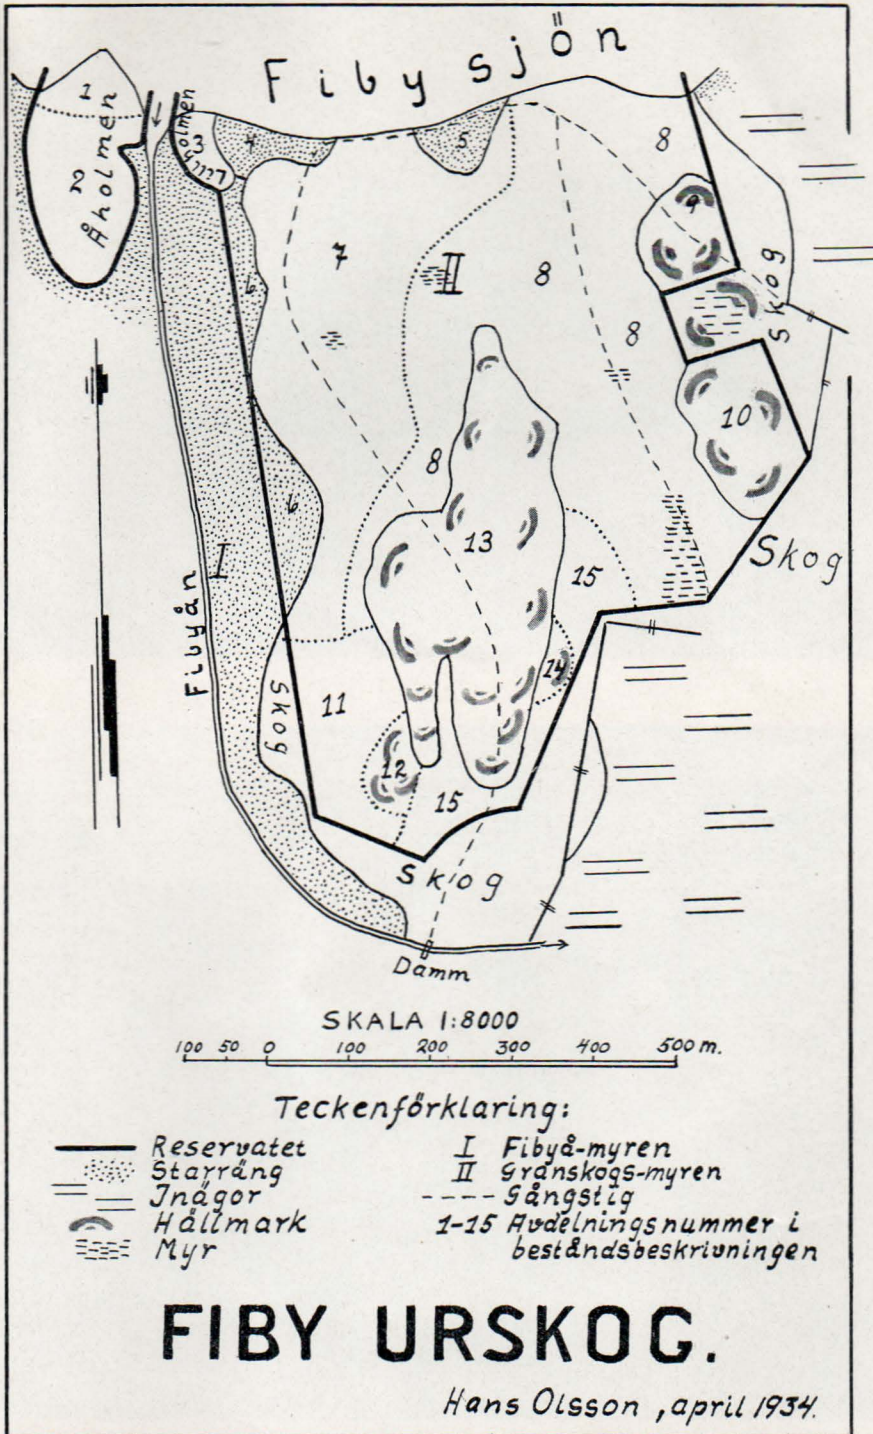 Fibysjön
1
2
Åholmen
3
Lillholmen
4
5
8
9
7
II
8
6
8
Skog
10
8
6
13
15
Skog
I
Fibyån
Skog
11
14
12
15
Skog
Damm
SKALA 1:8000
100 50 0 100 200 300 400 500 m.
Teckenförklaring:
Reservatet
Starräng
Inägor
Hällmark
Myr
I Fibyå-myren
II Granskogs-myren
Gångstig
1-15 Avdelningsnummer i
beståndsbeskrivningen
FIBY URSKOG.
Hans Olsson, april 1934.